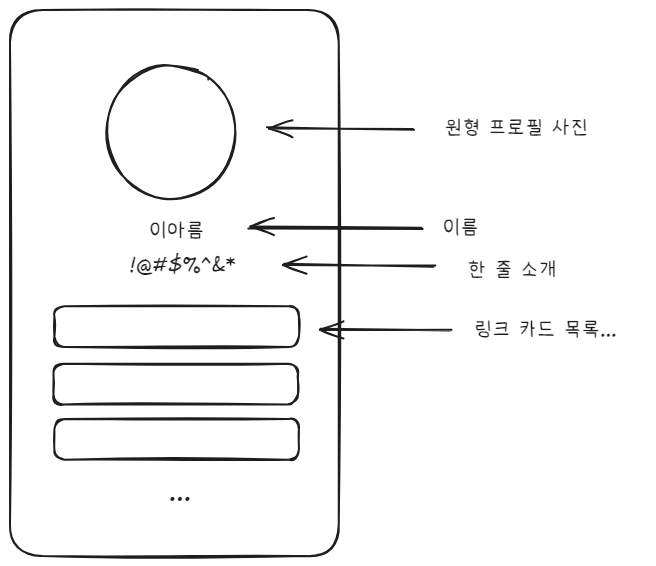 원형 프로필 사진
이아름
이름
!@#$%^&*
한 줄 소개
링크 카드 목록...
...